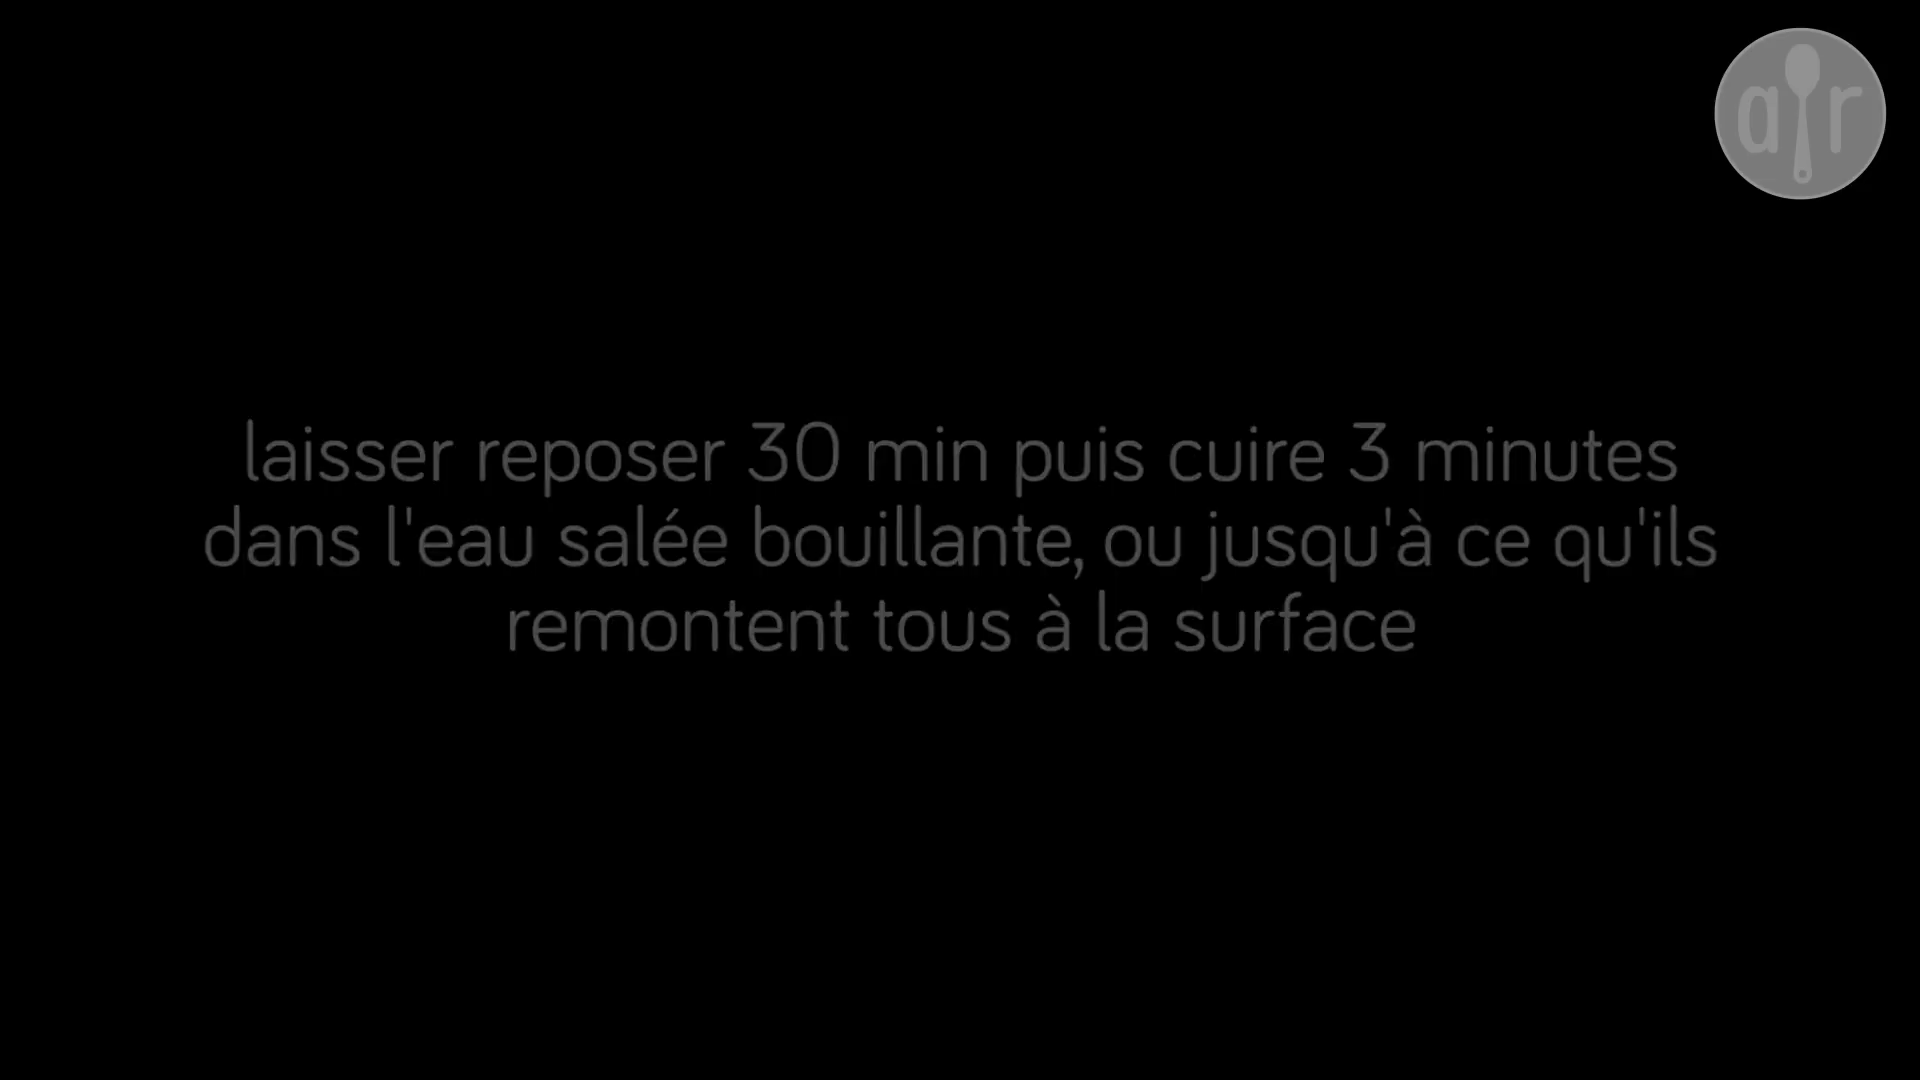 a r
laisser reposer 30 min puis cuire 3 minutes
dans l'eau salée bouillante, ou jusqu'à ce qu'ils
remontent tous à la surface